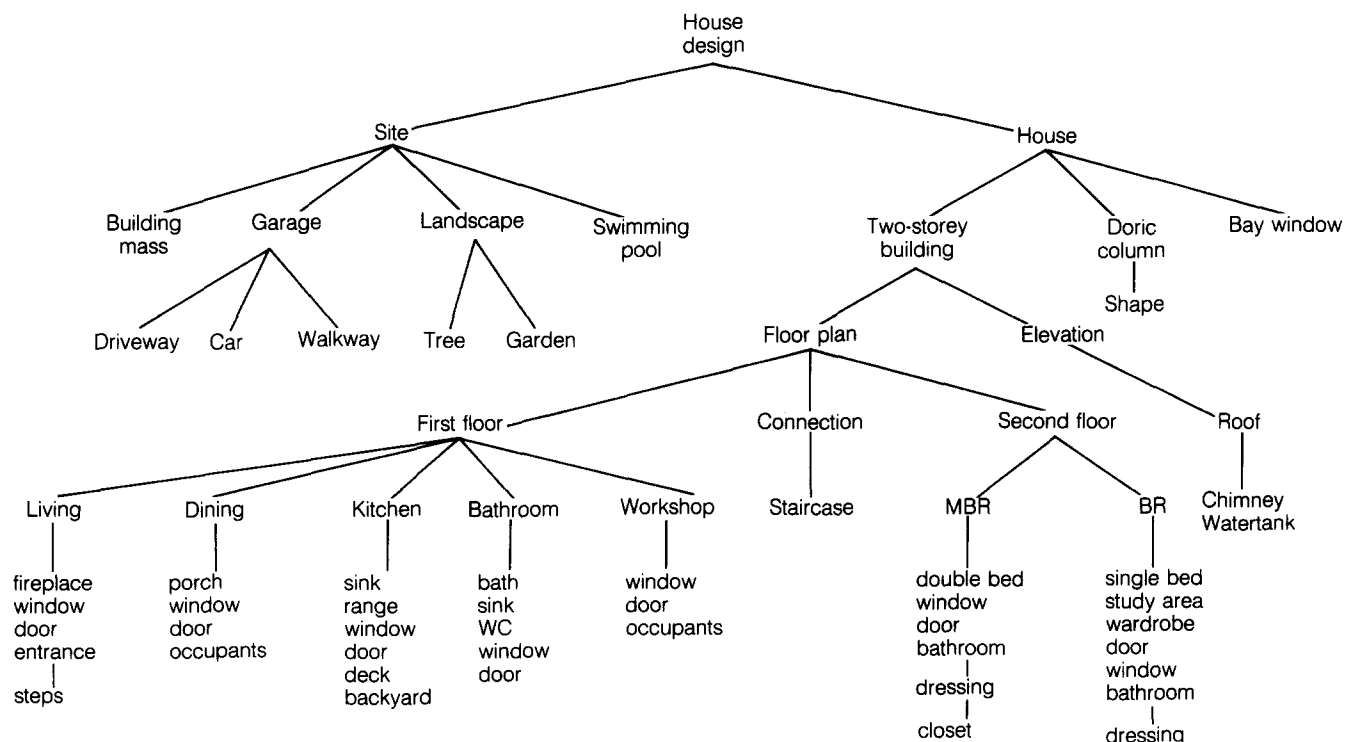 House
design
Site
House
Building
mass
Garage
Landscape
Swimming
pool
Two-storey
building
Doric
column
Bay window
Shape
Driveway
Car
Walkway
Tree
Garden
Floor plan
Elevation
First floor
Connection
Second floor
Roof
Living
Dining
Kitchen
Bathroom
Workshop
Staircase
MBR
BR
Chimney
Watertank
fireplace
window
door
entrance
steps
porch
window
door
occupants
sink
range
window
door
deck
backyard
bath
sink
WC
window
door
window
door
occupants
double bed
window
door
bathroom
dressing
closet
single bed
study area
wardrobe
door
window
bathroom
dressing